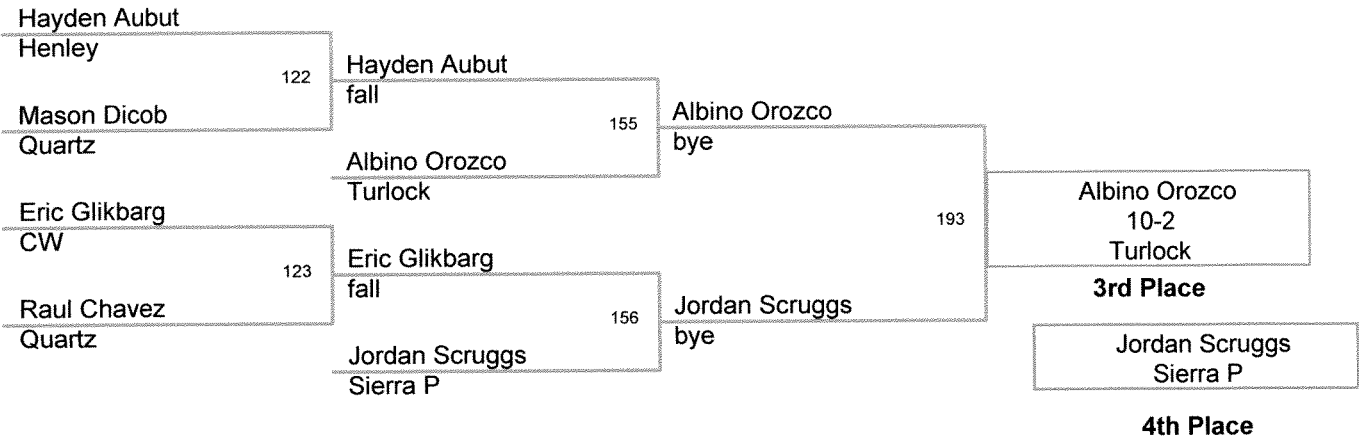 Hayden Aubut
Henley
122
Mason Dicob
Quartz
Eric Glikbarg
CW
123
Raul Chavez
Quartz
Hayden Aubut
fall
155
Albino Orozco
Turlock
Eric Glikbarg
fall
156
Jordan Scruggs
Sierra P
Albino Orozco
bye
193
Jordan Scruggs
bye
Albino Orozco
10-2
Turlock
3rd Place
Jordan Scruggs
Sierra P
4th Place